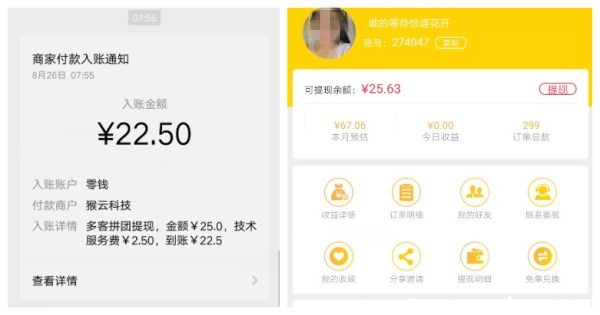 07:55
商家付款入账通知
8月26日 07:55
入账金额
¥22.50
入账账户 零钱
付款商户 猴云科技
入账详情 多客拼团提现，金额￥25.0，技术
服务费￥2.50，到账￥22.5
查看详情
谁的等待恰谁花开
账号：274047 复制
可提现余额：¥25.63 提现
¥67.06 ¥0.00 299
本月预估 今日收益 订单总数
收益详情 订单明细 我的好友 联系客服
我的收藏 分享邀请 提现明细 免单兑换